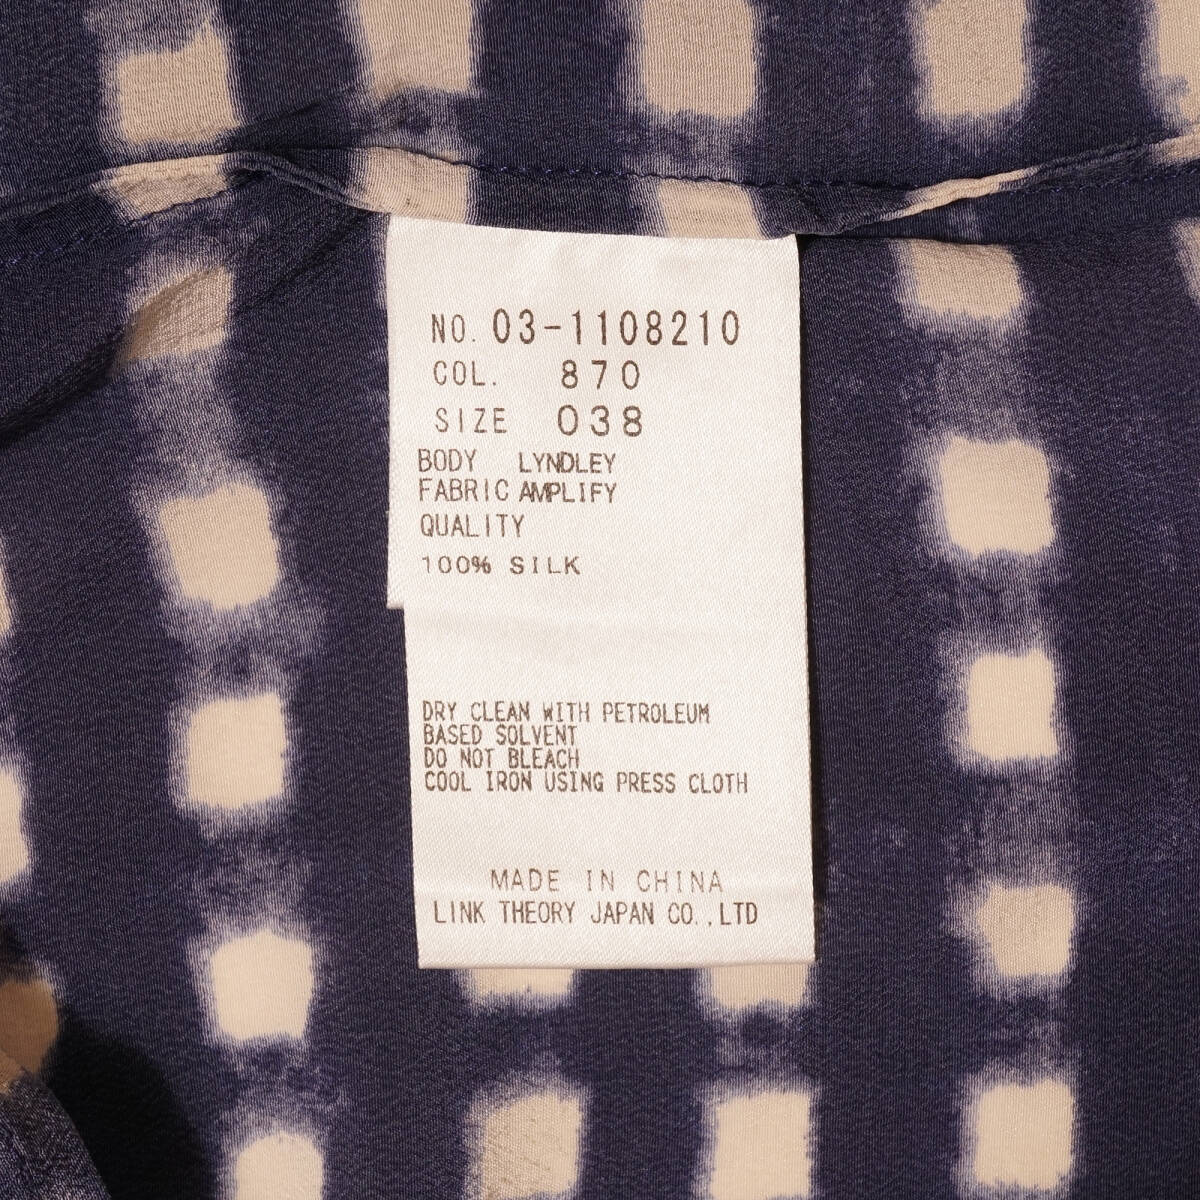 NO. 03-1108210
COL. 870
SIZE 038
BODY LYNDLEY
FABRIC AMPLIFY
QUALITY
100% SILK
DRY CLEAN WITH PETROLEUM
BASED SOLVENT
DO NOT BLEACH
COOL IRON USING PRESS CLOTH
MADE IN CHINA
LINK THEORY JAPAN CO.,LTD